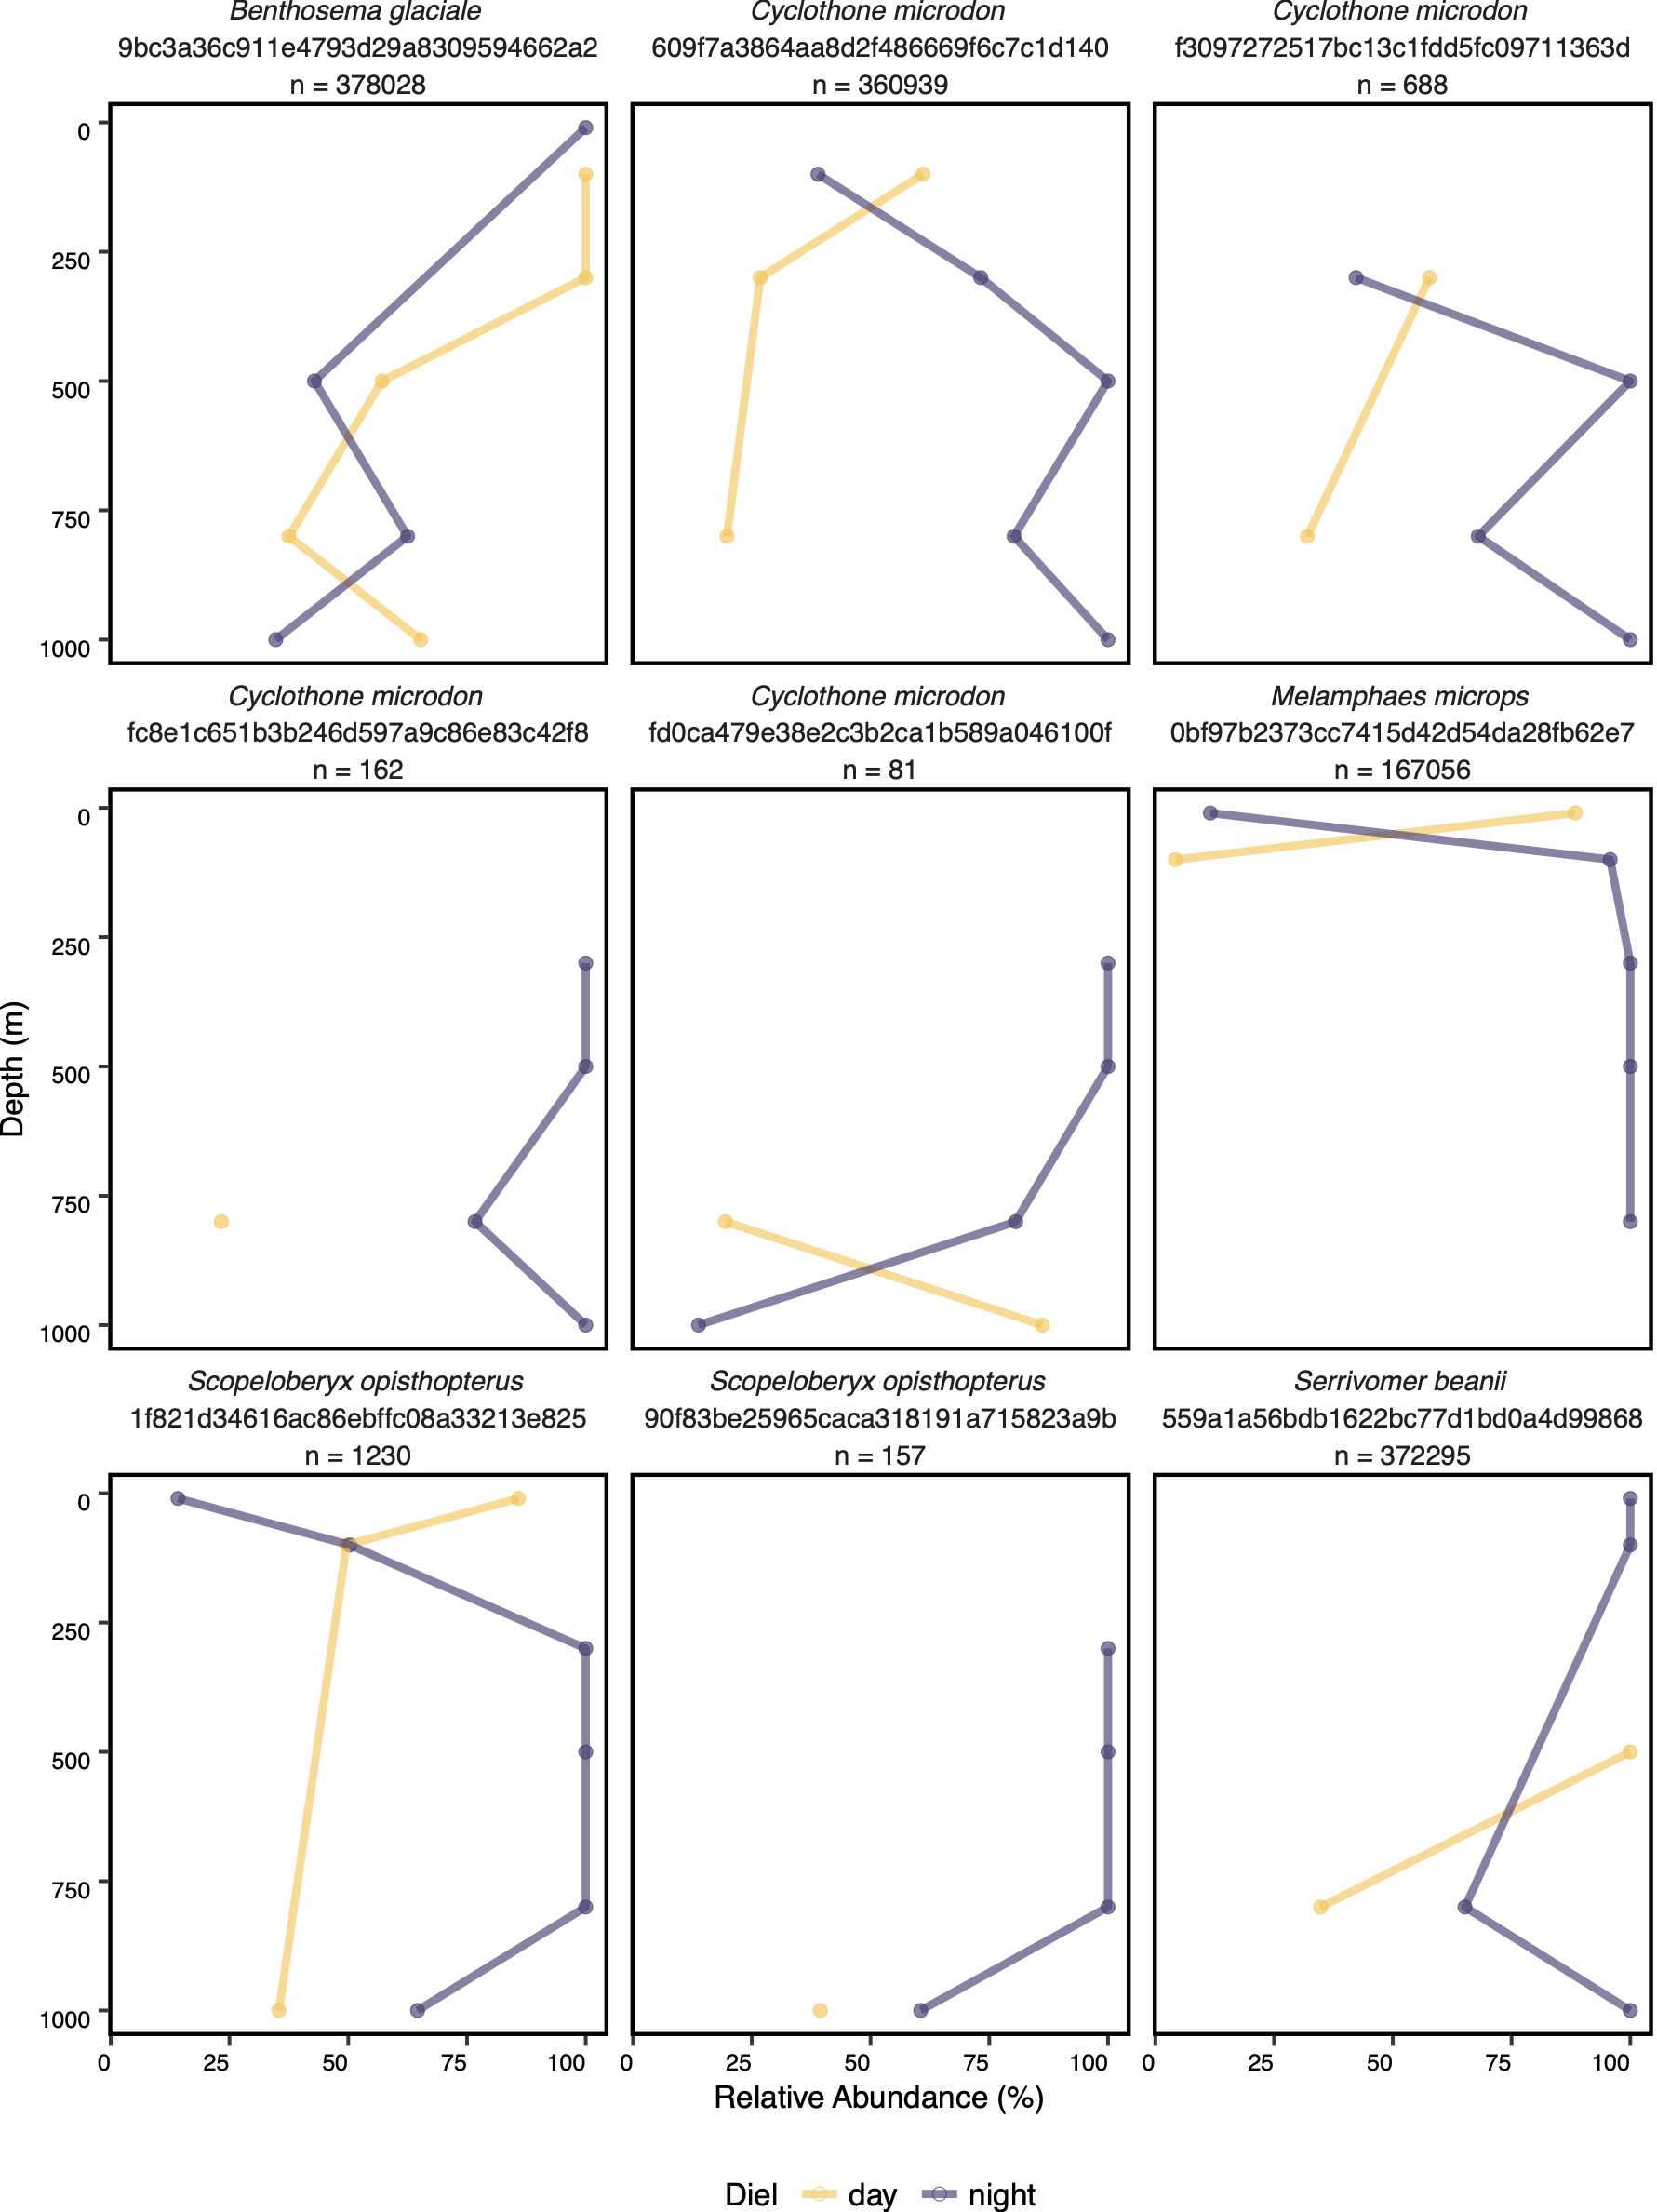 Benthosema glaciale
9bc3a36c911e4793d29a8309594662a2
n = 378028
Cyclothone microdon
609f7a3864aa8d2f486669f6c7c1d140
n = 360939
Cyclothone microdon
f3097272517bc13c1fdd5fc09711363d
n = 688
0
250
500
750
1000
Cyclothone microdon
fc8e1c651b3b246d597a9c86e83c42f8
n = 162
Cyclothone microdon
fd0ca479e38e2c3b2ca1b589a046100f
n = 81
Melamphaes microps
0bf97b2373cc7415d42d54da28fb62e7
n = 167056
0
250
500
750
1000
Depth (m)
Scopeloberyx opisthopterus
1f821d34616ac86ebffc08a33213e825
n = 1230
Scopeloberyx opisthopterus
90f83be25965caca318191a715823a9b
n = 157
Serrivomer beanii
559a1a56bdb1622bc77d1bd0a4d99868
n = 372295
0
250
500
750
1000
0 25 50 75 100
0 25 50 75 100
0 25 50 75 100
Relative Abundance (%)
Diel day night